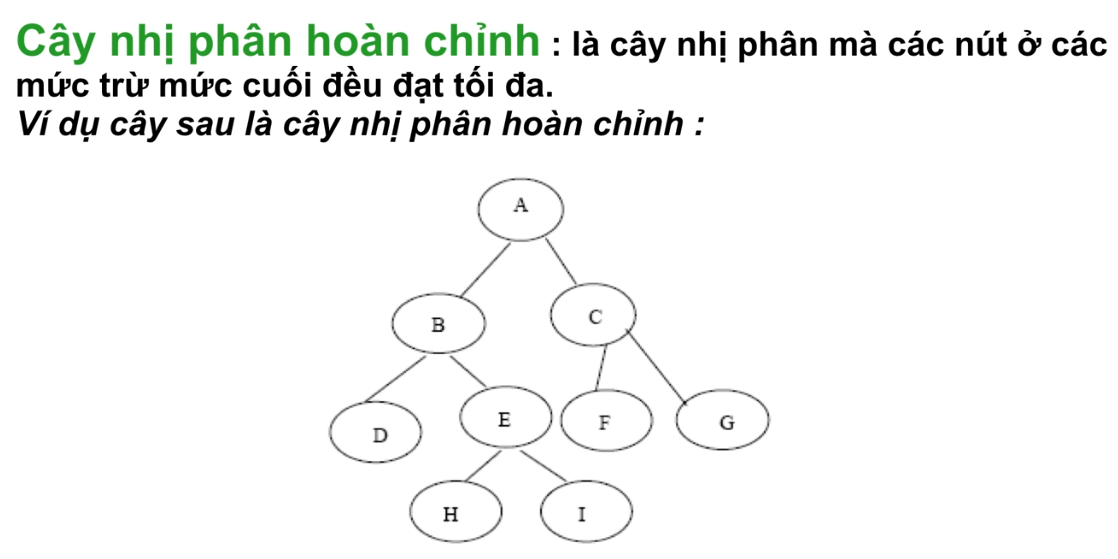 Cây nhị phân hoàn chỉnh : là cây nhị phân mà các nút ở các
mức trừ mức cuối đều đạt tối đa.
Ví dụ cây sau là cây nhị phân hoàn chỉnh :
A
B
C
D
E
F
G
H
I